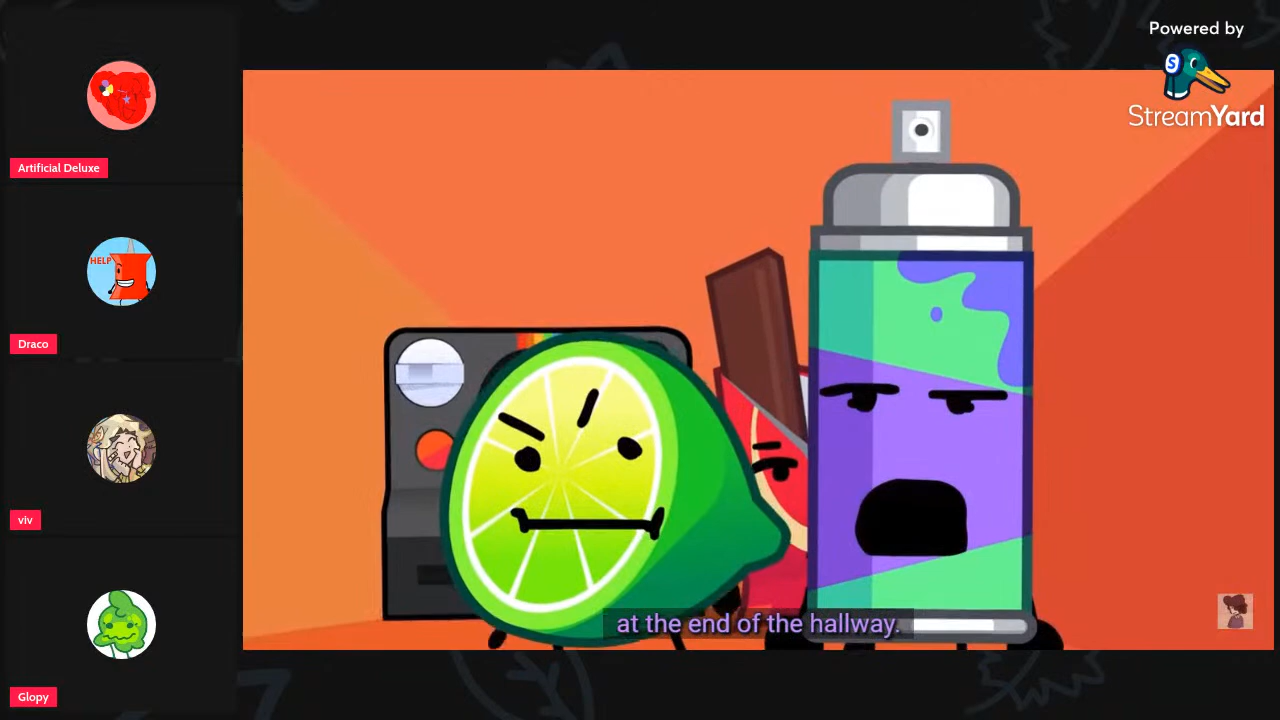 Powered by
S
StreamYard
Artificial Deluxe
HELP
Draco
viv
Glopy
at the end of the hallway.